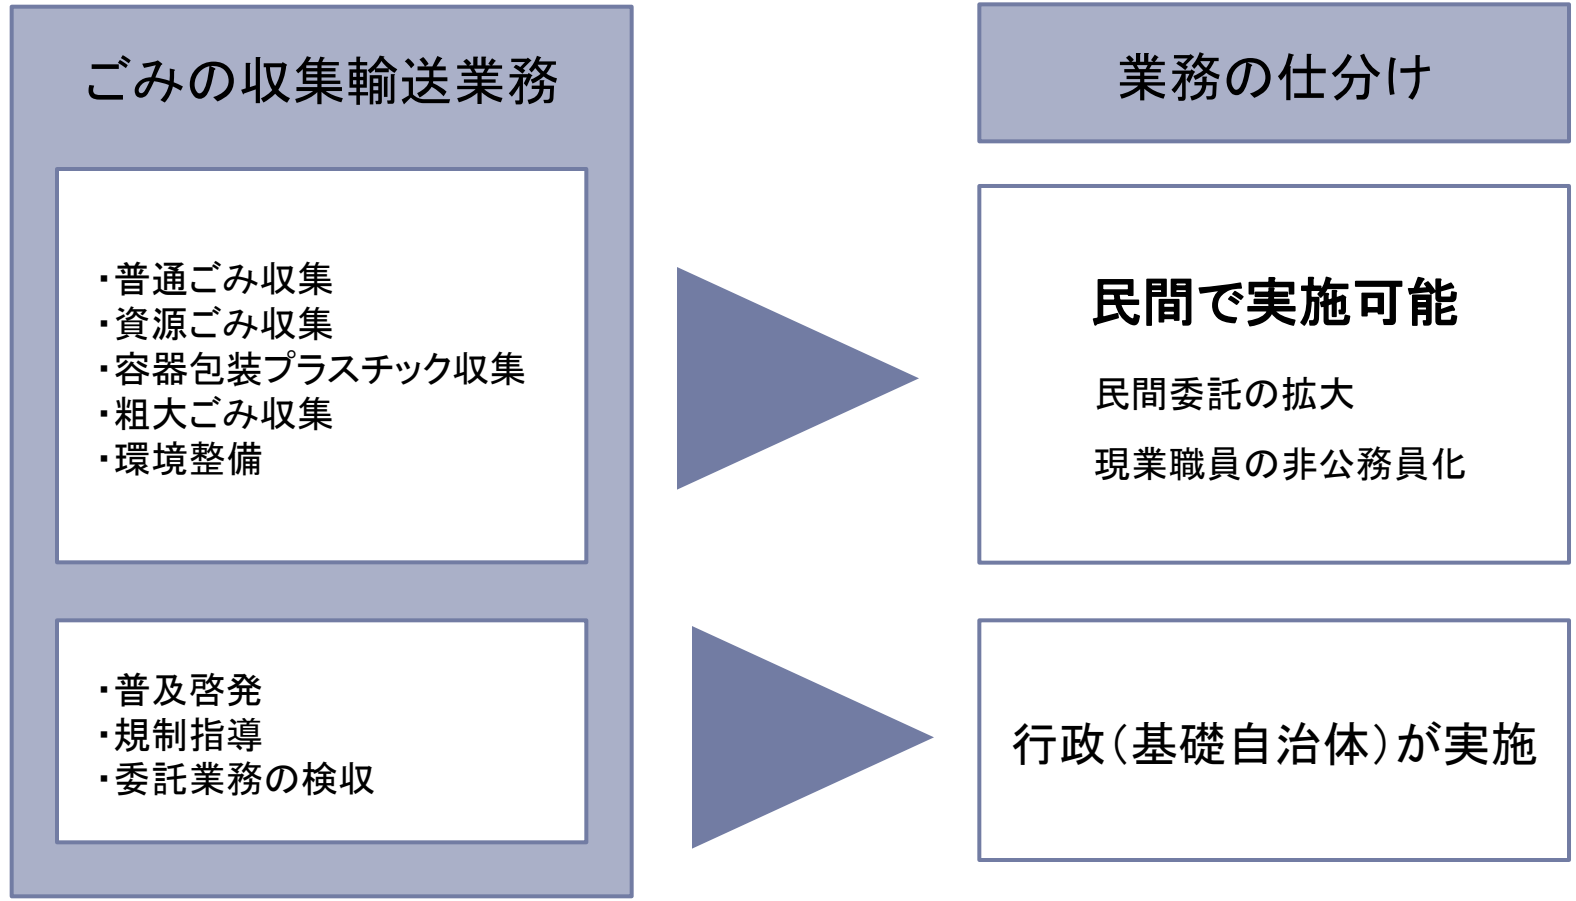 ごみの収集輸送業務
・普通ごみ収集
・資源ごみ収集
・容器包装プラスチック収集
・粗大ごみ収集
・環境整備
・普及啓発
・規制指導
・委託業務の検収
業務の仕分け
民間で実施可能
民間委託の拡大
現業職員の非公務員化
行政（基礎自治体）が実施